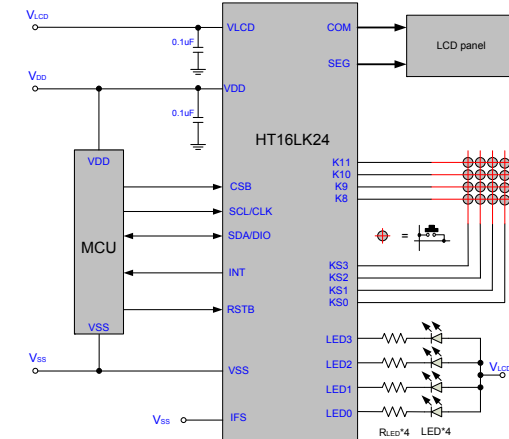 VLCD
VLCD
COM
LCD panel
0.1uF
SEG
VDD
VDD
0.1uF
HT16LK24
VDD
K11
K10
K9
K8
CSB
SCL/CLK
MCU
SDA/DIO
=
INT
KS3
KS2
KS1
KS0
RSTB
VSS
LED3
LED2
LED1
LED0
VSS
VSS
VLCD
VSS
IFS
RLED*4
LED*4